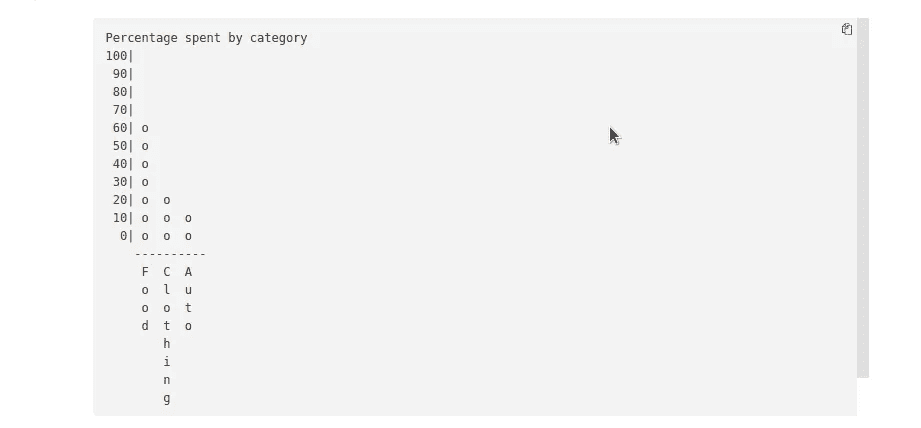 Percentage spent by category
100|
 90|
 80|
 70|
 60| o
 50| o
 40| o
 30| o
 20| o  o
 10| o  o  o
  0| o  o  o
    ----------
     F  C  A
     o  l  u
     o  o  t
     d  t  o
        h
        i
        n
        g